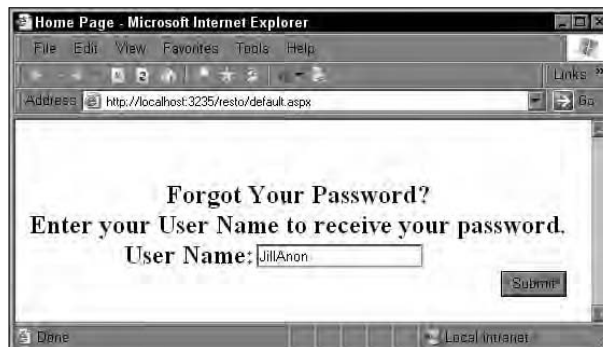 Home Page - Microsoft Internet Explorer
File Edit View Favorites Tools Help
Links »
Address http://localhost:3235/resto/default.aspx Go
Forgot Your Password?
Enter your User Name to receive your password.
User Name: JillAnon
Submit
Done Local intranet